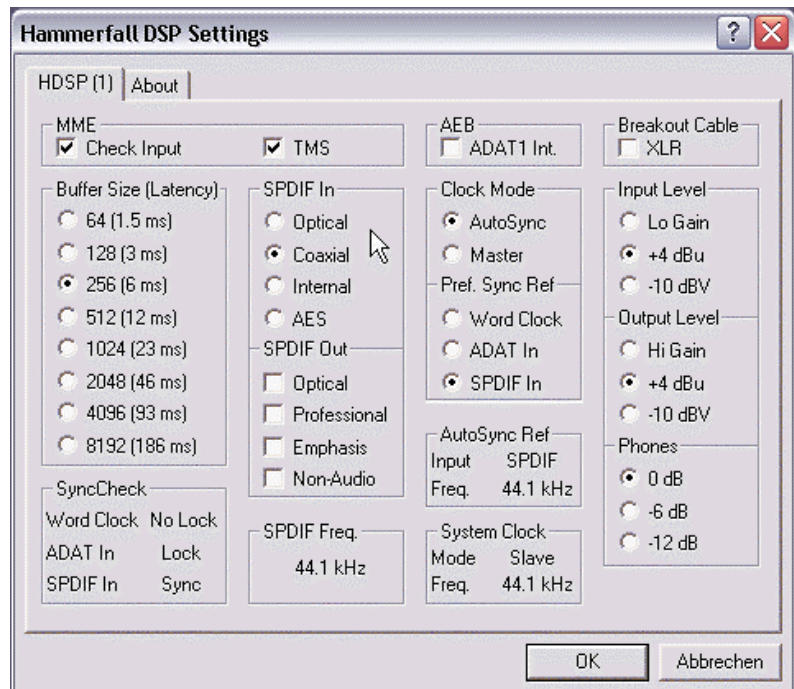 Hammerfall DSP Settings
HDSP (1) About
MME
Check Input
TMS
Buffer Size (Latency)
64 (1.5 ms)
128 (3 ms)
256 (6 ms)
512 (12 ms)
1024 (23 ms)
2048 (46 ms)
4096 (93 ms)
8192 (186 ms)
SyncCheck
Word Clock No Lock
ADAT In Lock
SPDIF In Sync
SPDIF In
Optical
Coaxial
Internal
AES
SPDIF Out
Optical
Professional
Emphasis
Non-Audio
SPDIF Freq.
44.1 kHz
AEB
ADAT1 Int.
Clock Mode
AutoSync
Master
Pref. Sync Ref
Word Clock
ADAT In
SPDIF In
AutoSync Ref
Input SPDIF
Freq. 44.1 kHz
System Clock
Mode Slave
Freq. 44.1 kHz
Breakout Cable
XLR
Input Level
Lo Gain
+4 dBu
-10 dBV
Output Level
Hi Gain
+4 dBu
-10 dBV
Phones
0 dB
-6 dB
-12 dB
OK
Abbrechen